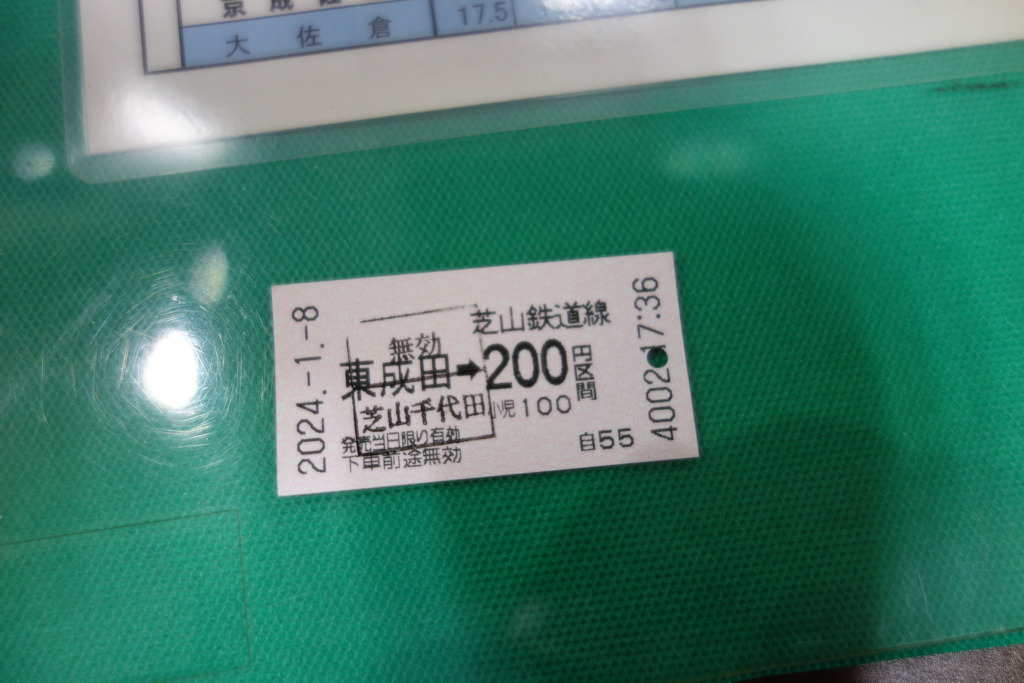 大佐倉 17.5
2024.-1.-8
芝山鉄道線
無効
東成田➡200円区間
芝山千代田
小児100
発売当日限り有効
下車前途無効
自55
4002 17:36